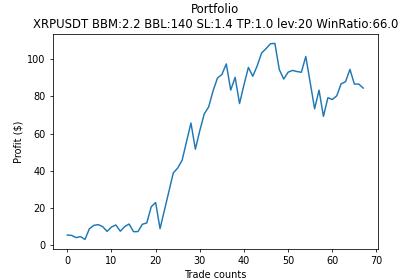 Portfolio
XRPUSDT BBM:2.2 BBL:140 SL:1.4 TP:1.0 lev:20 WinRatio:66.0
Profit ($)
100
80
60
40
20
0
0 10 20 30 40 50 60 70
Trade counts